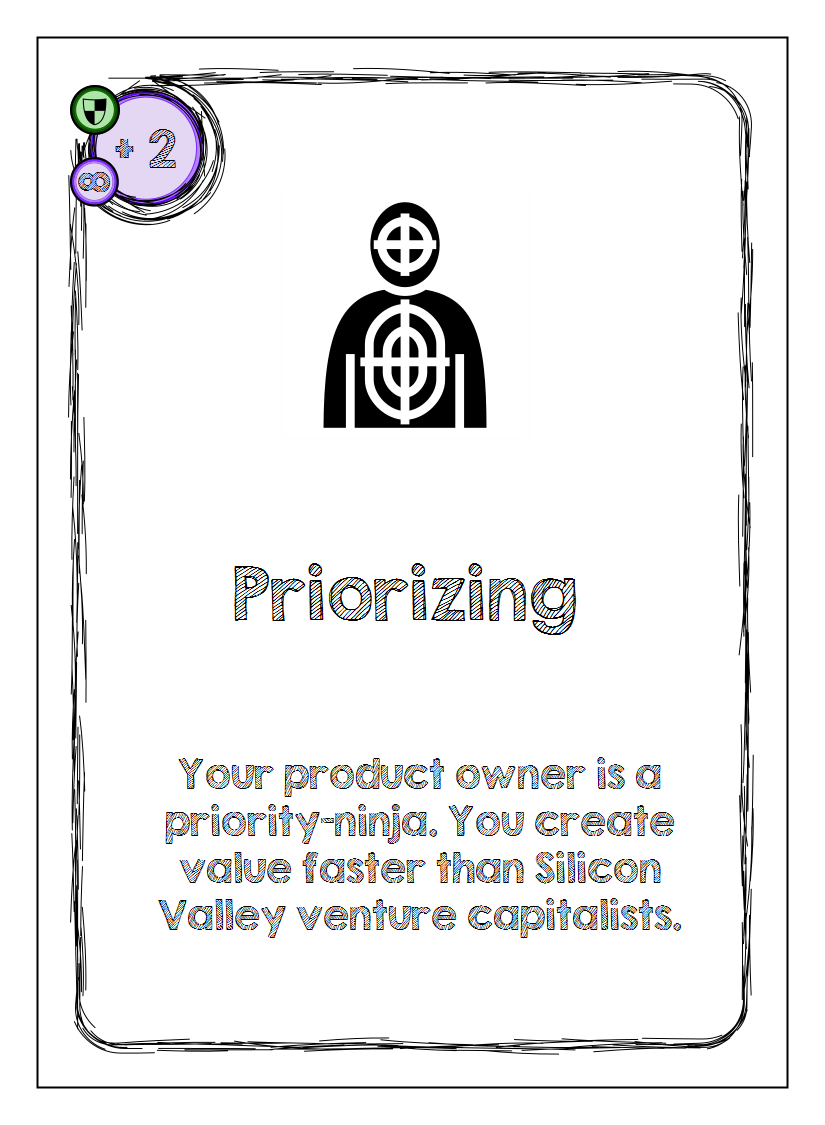 + 2
∞
Priorizing
Your product owner is a
priority-ninja. You create
value faster than Silicon
Valley venture capitalists.